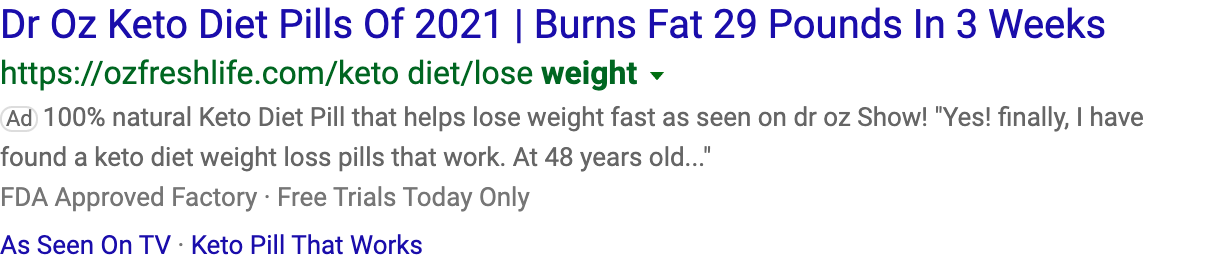 Dr Oz Keto Diet Pills Of 2021 | Burns Fat 29 Pounds In 3 Weeks
https://ozfreshlife.com/keto diet/lose weight
Ad 100% natural Keto Diet Pill that helps lose weight fast as seen on dr oz Show! "Yes! finally, I have
found a keto diet weight loss pills that work. At 48 years old..."
FDA Approved Factory · Free Trials Today Only
As Seen On TV · Keto Pill That Works